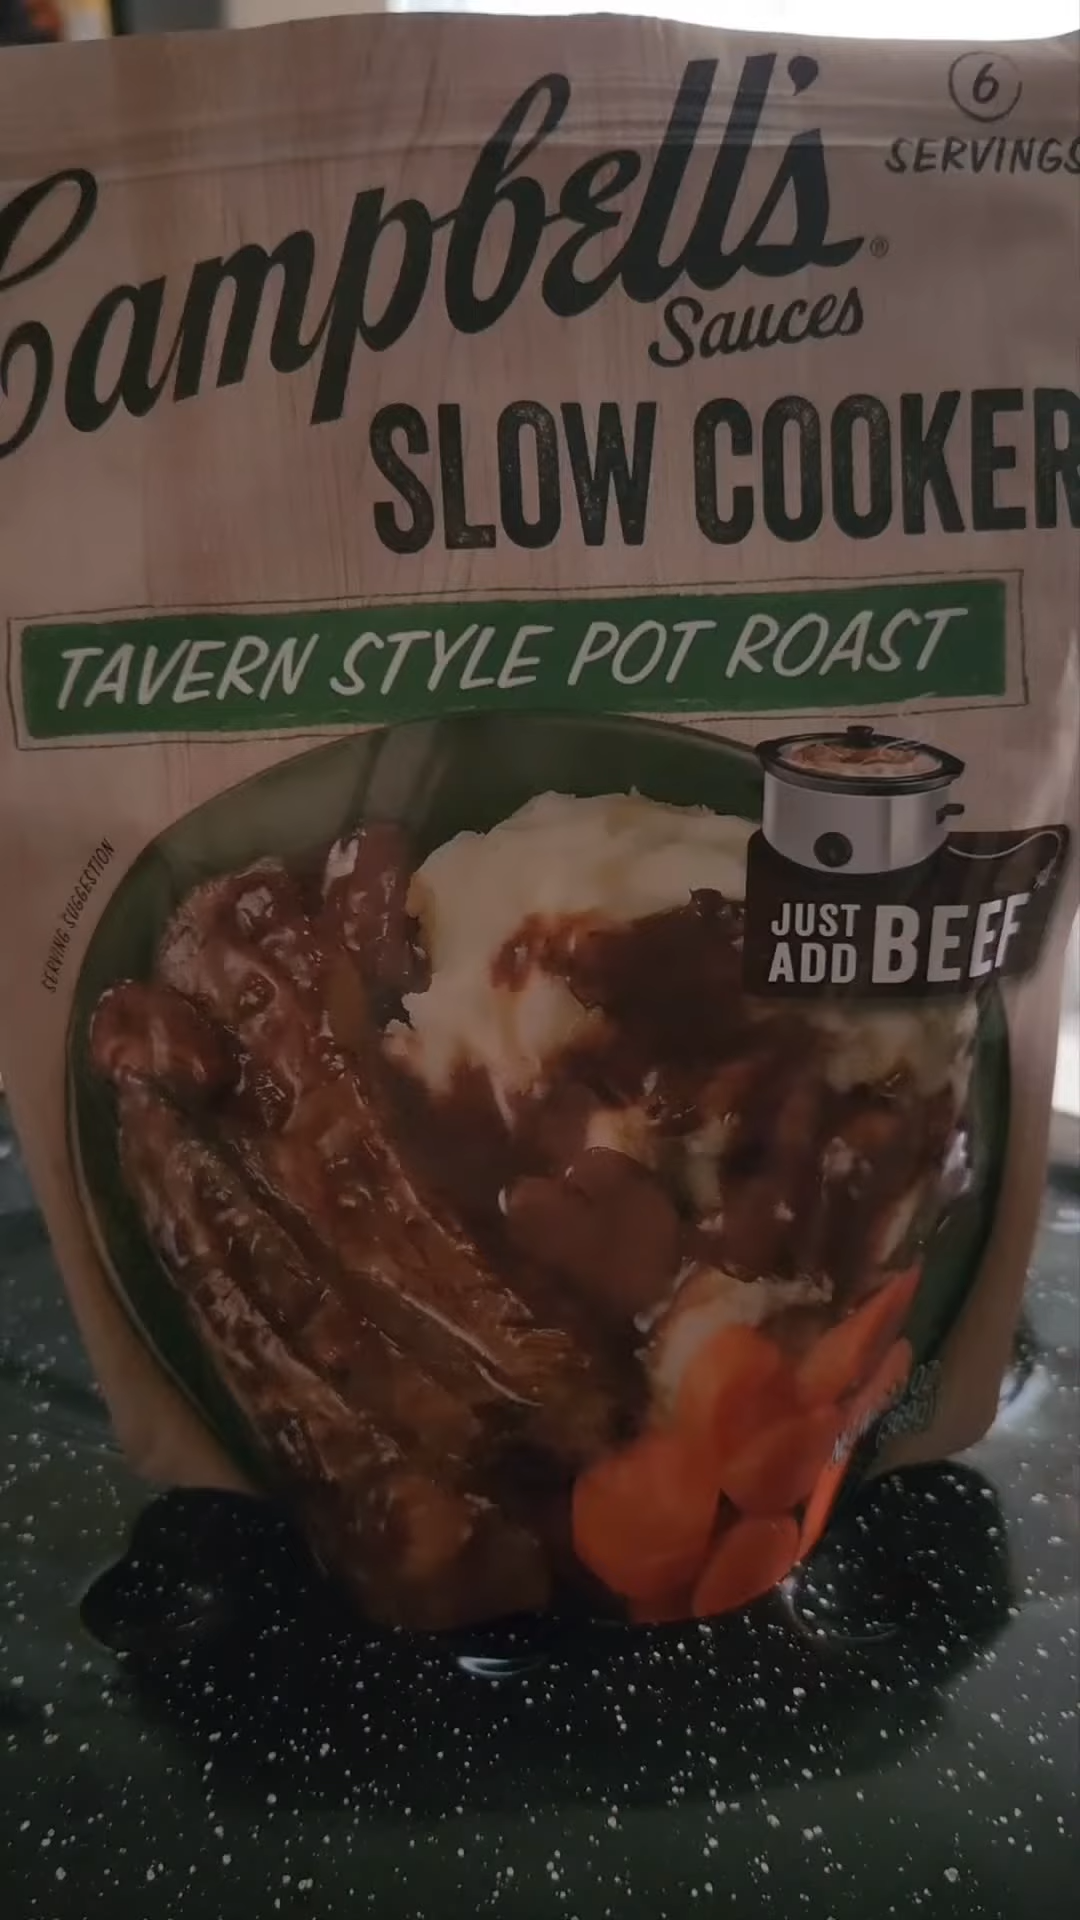 6
SERVINGS
Campbell's®
Sauces
SLOW COOKER
TAVERN STYLE POT ROAST
SERVING SUGGESTION
JUST
ADD
BEEF